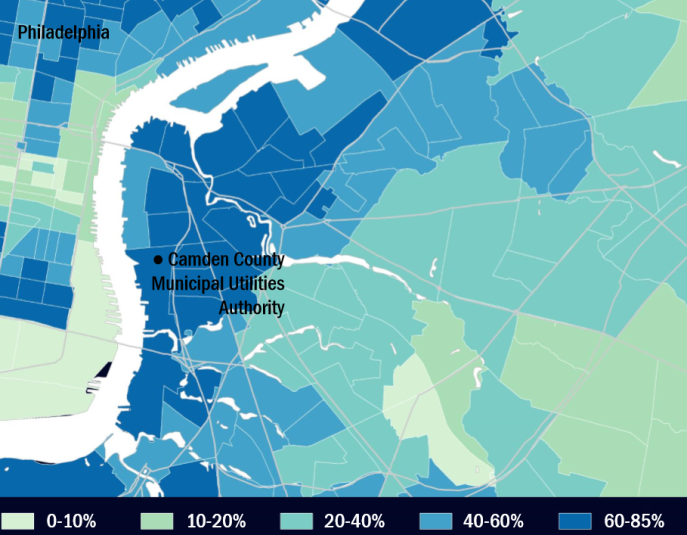 Philadelphia
Camden County
Municipal Utilities
Authority
0-10%
10-20%
20-40%
40-60%
60-85%